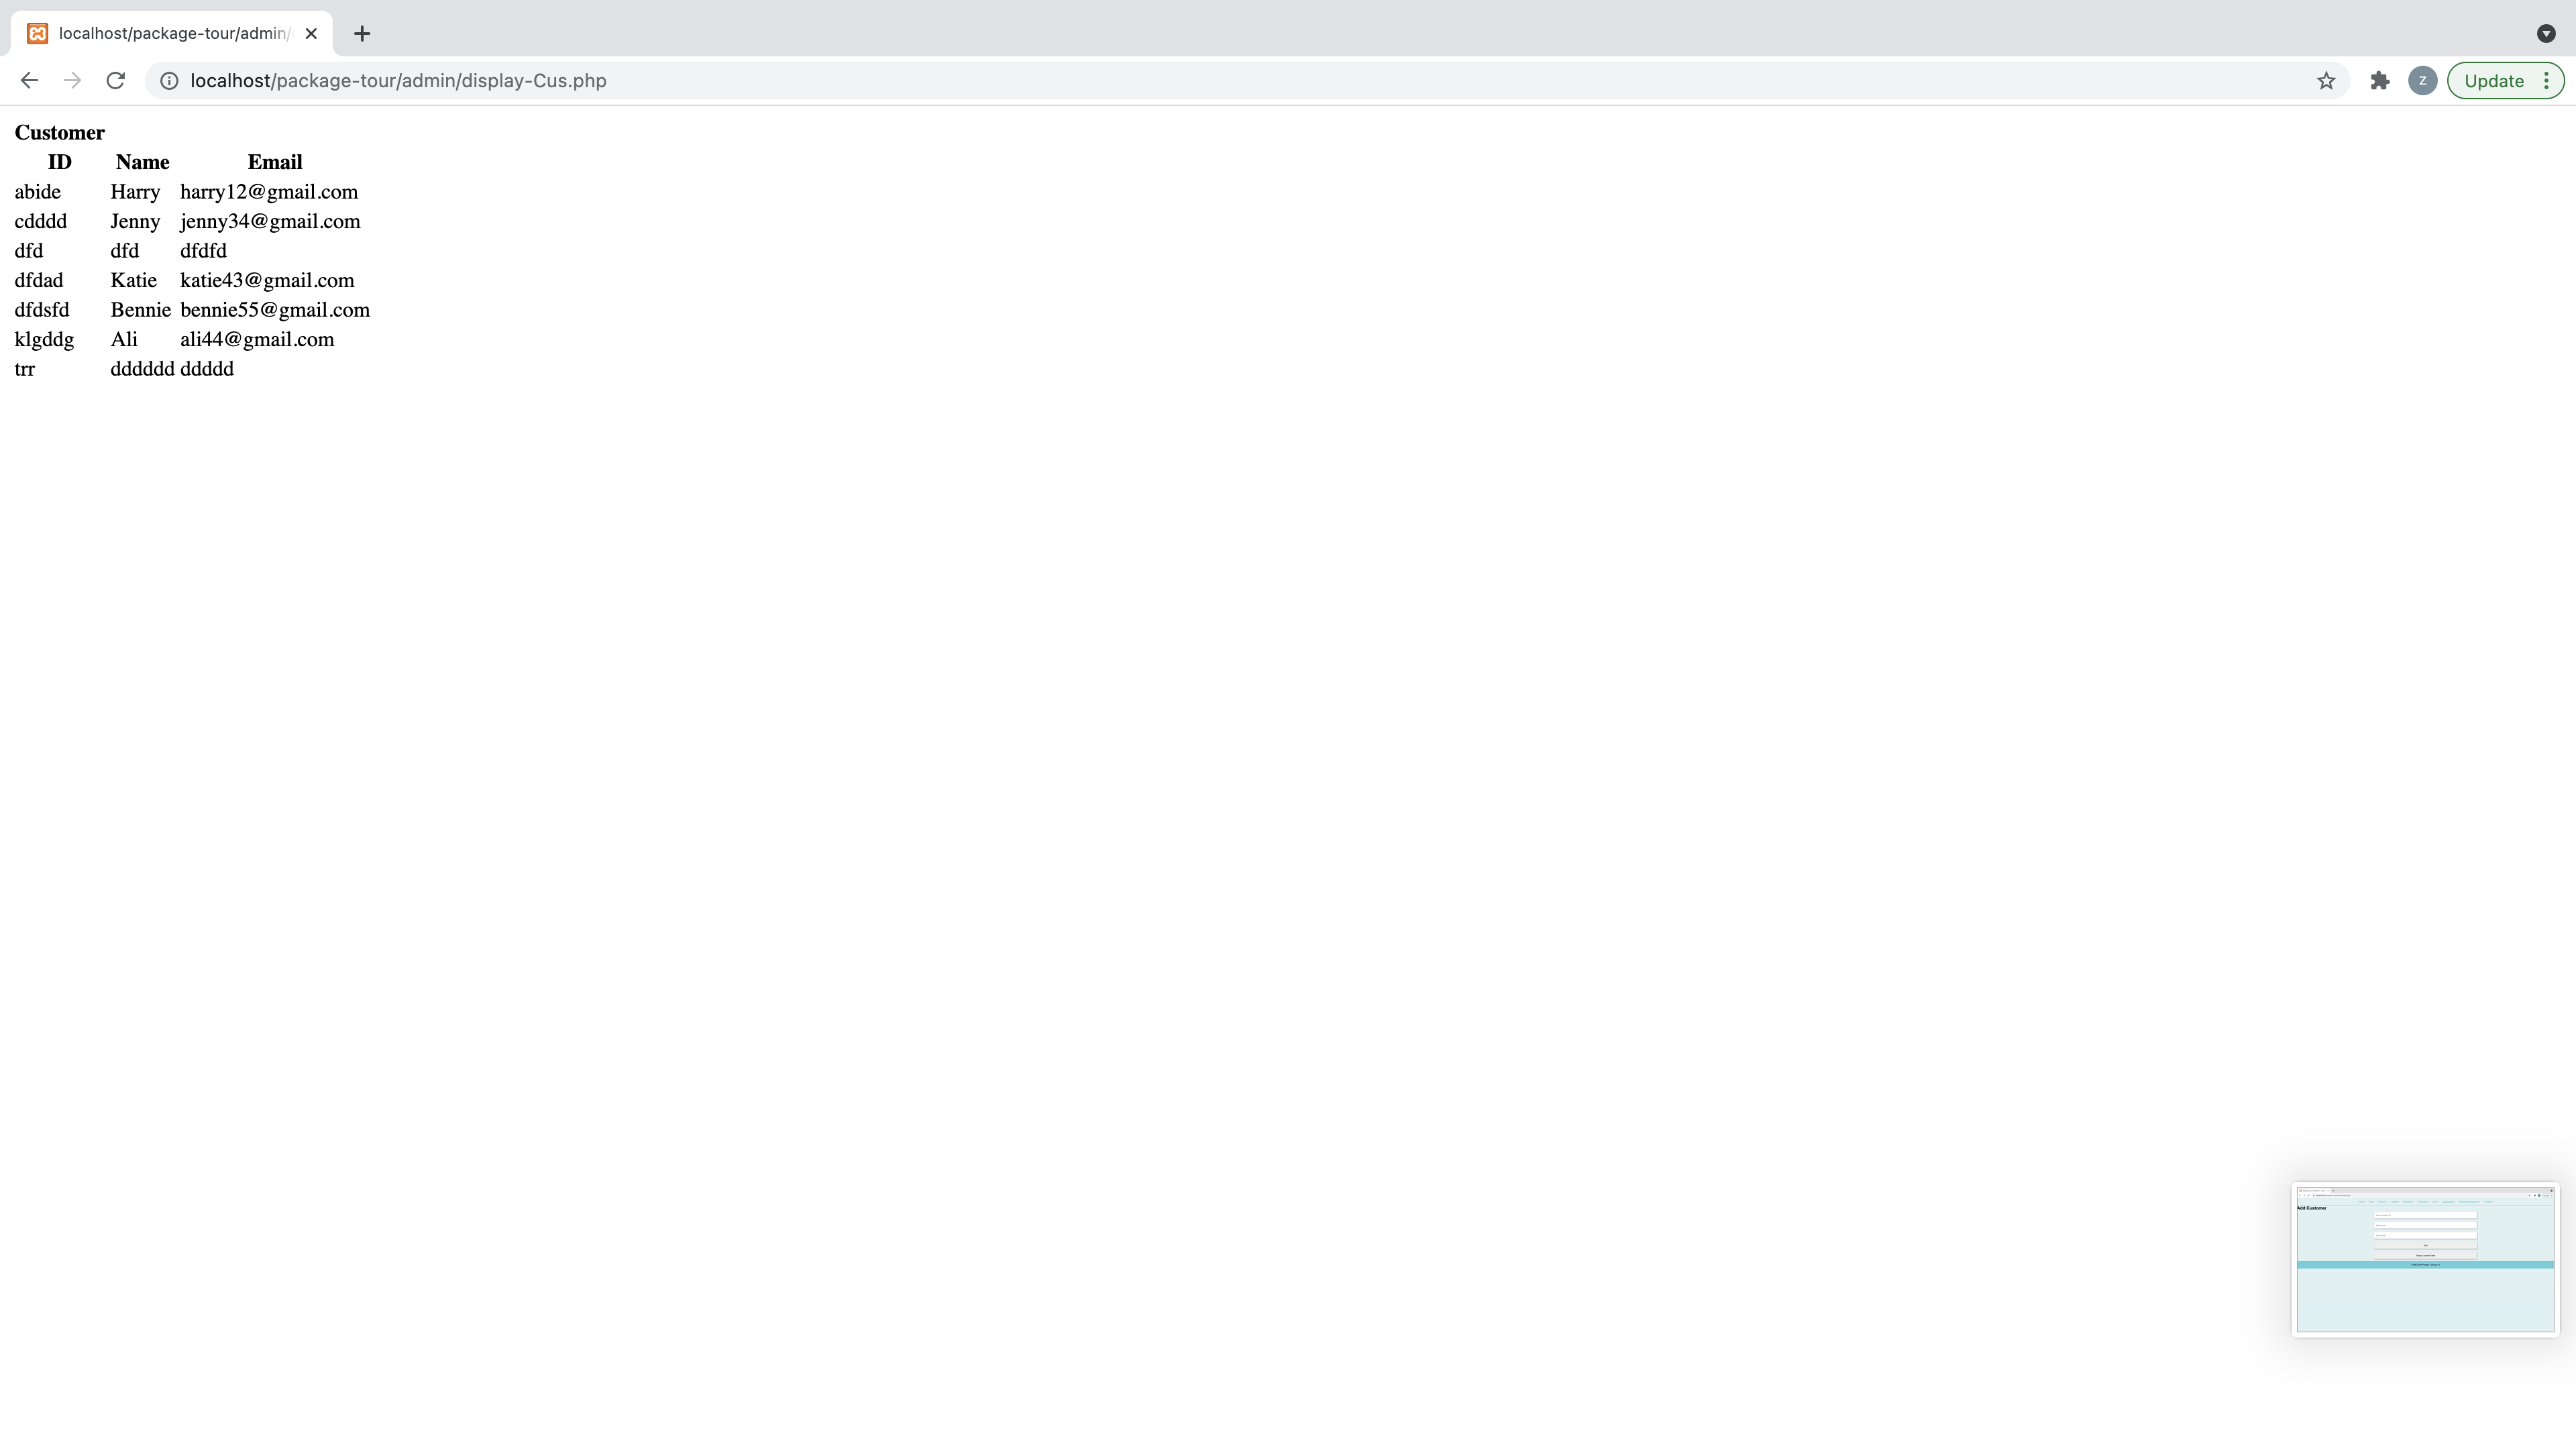 localhost/package-tour/admin/
localhost/package-tour/admin/display-Cus.php
Z
Update
Customer
ID Name Email
abide Harry harry12@gmail.com
cdddd Jenny jenny34@gmail.com
dfd dfd dfdfd
dfdad Katie katie43@gmail.com
dfdsfd Bennie bennie55@gmail.com
klgddg Ali ali44@gmail.com
trr dddddd ddddd
Add Customer